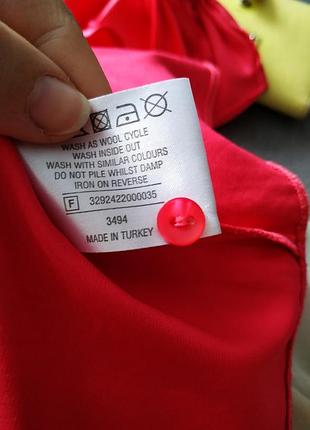 WASH AS WOOL CYCLE
WASH INSIDE OUT
WASH WITH SIMILAR COLOURS
DO NOT PILE WHILST DAMP
IRON ON REVERSE
F 3292422000035
3494
MADE IN TURKEY